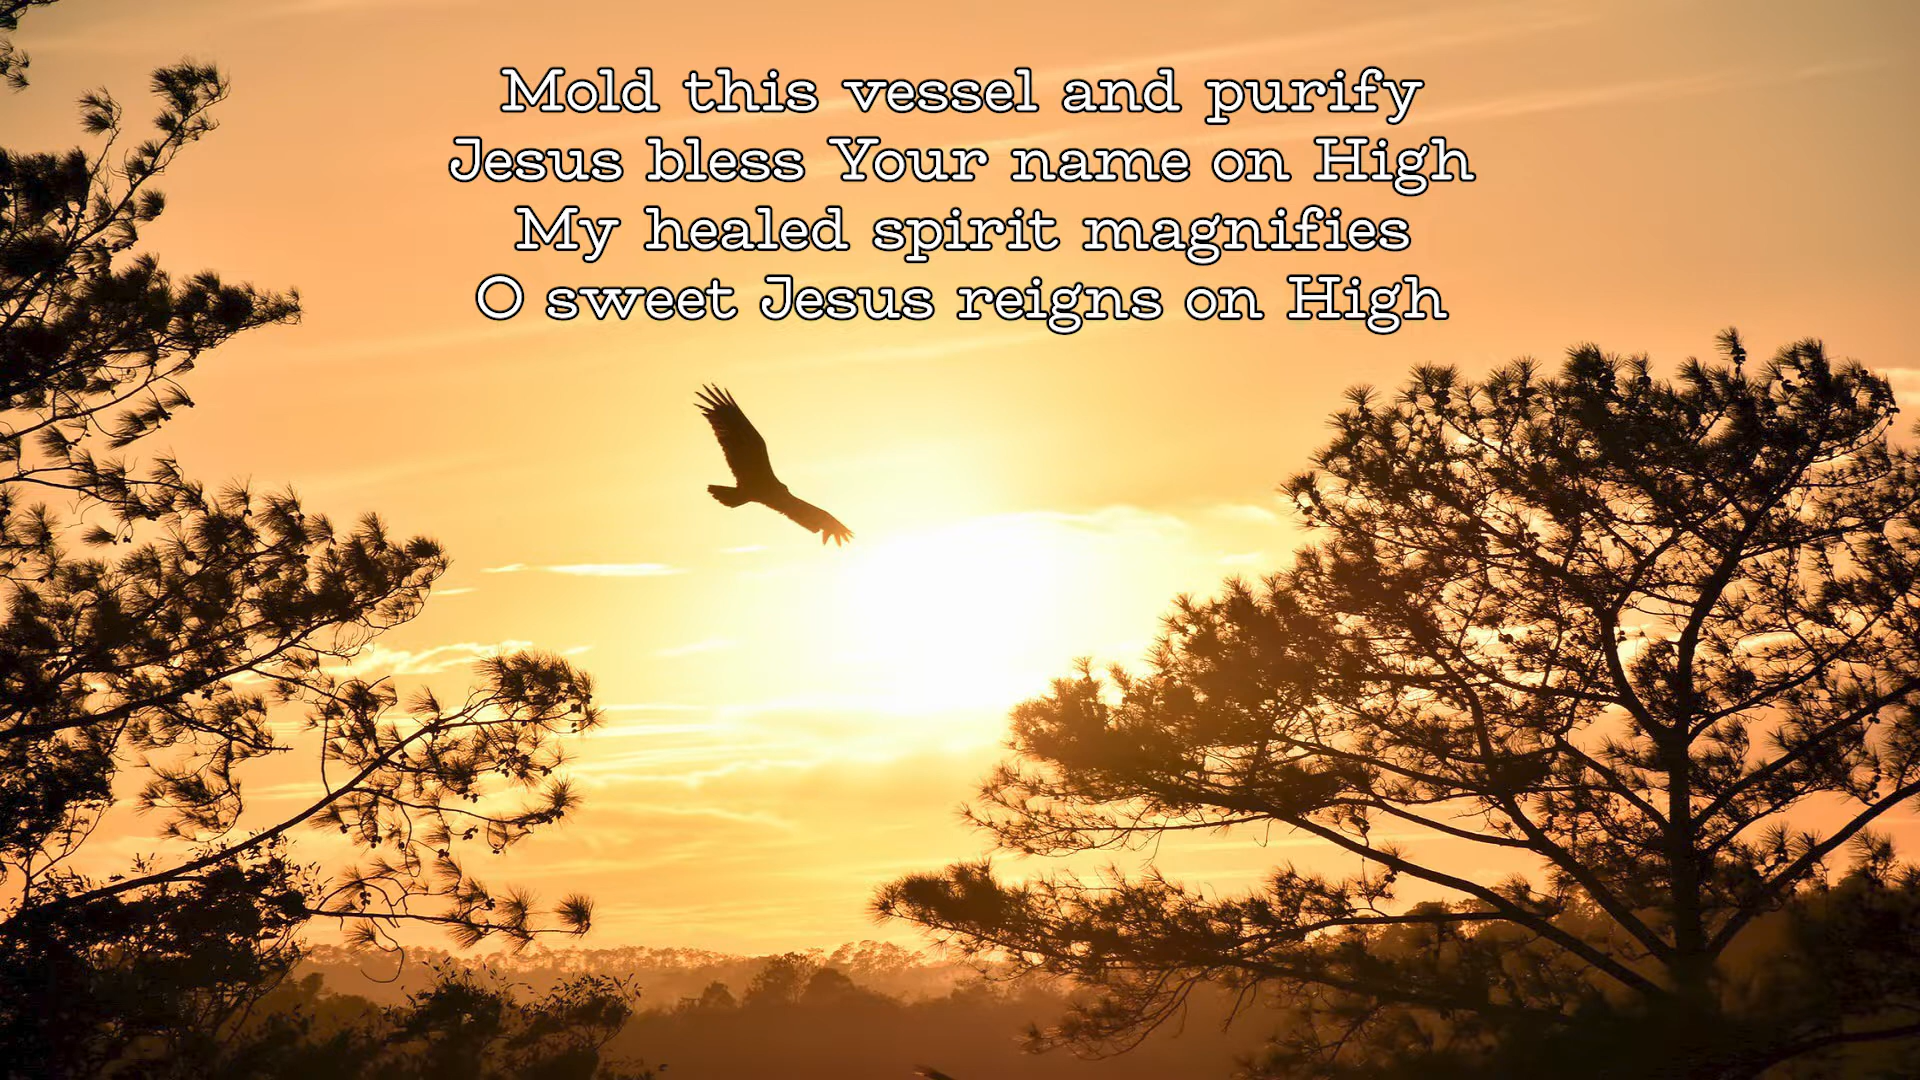 Mold this vessel and purify
Jesus bless Your name on High
My healed spirit magnifies
O sweet Jesus reigns on High